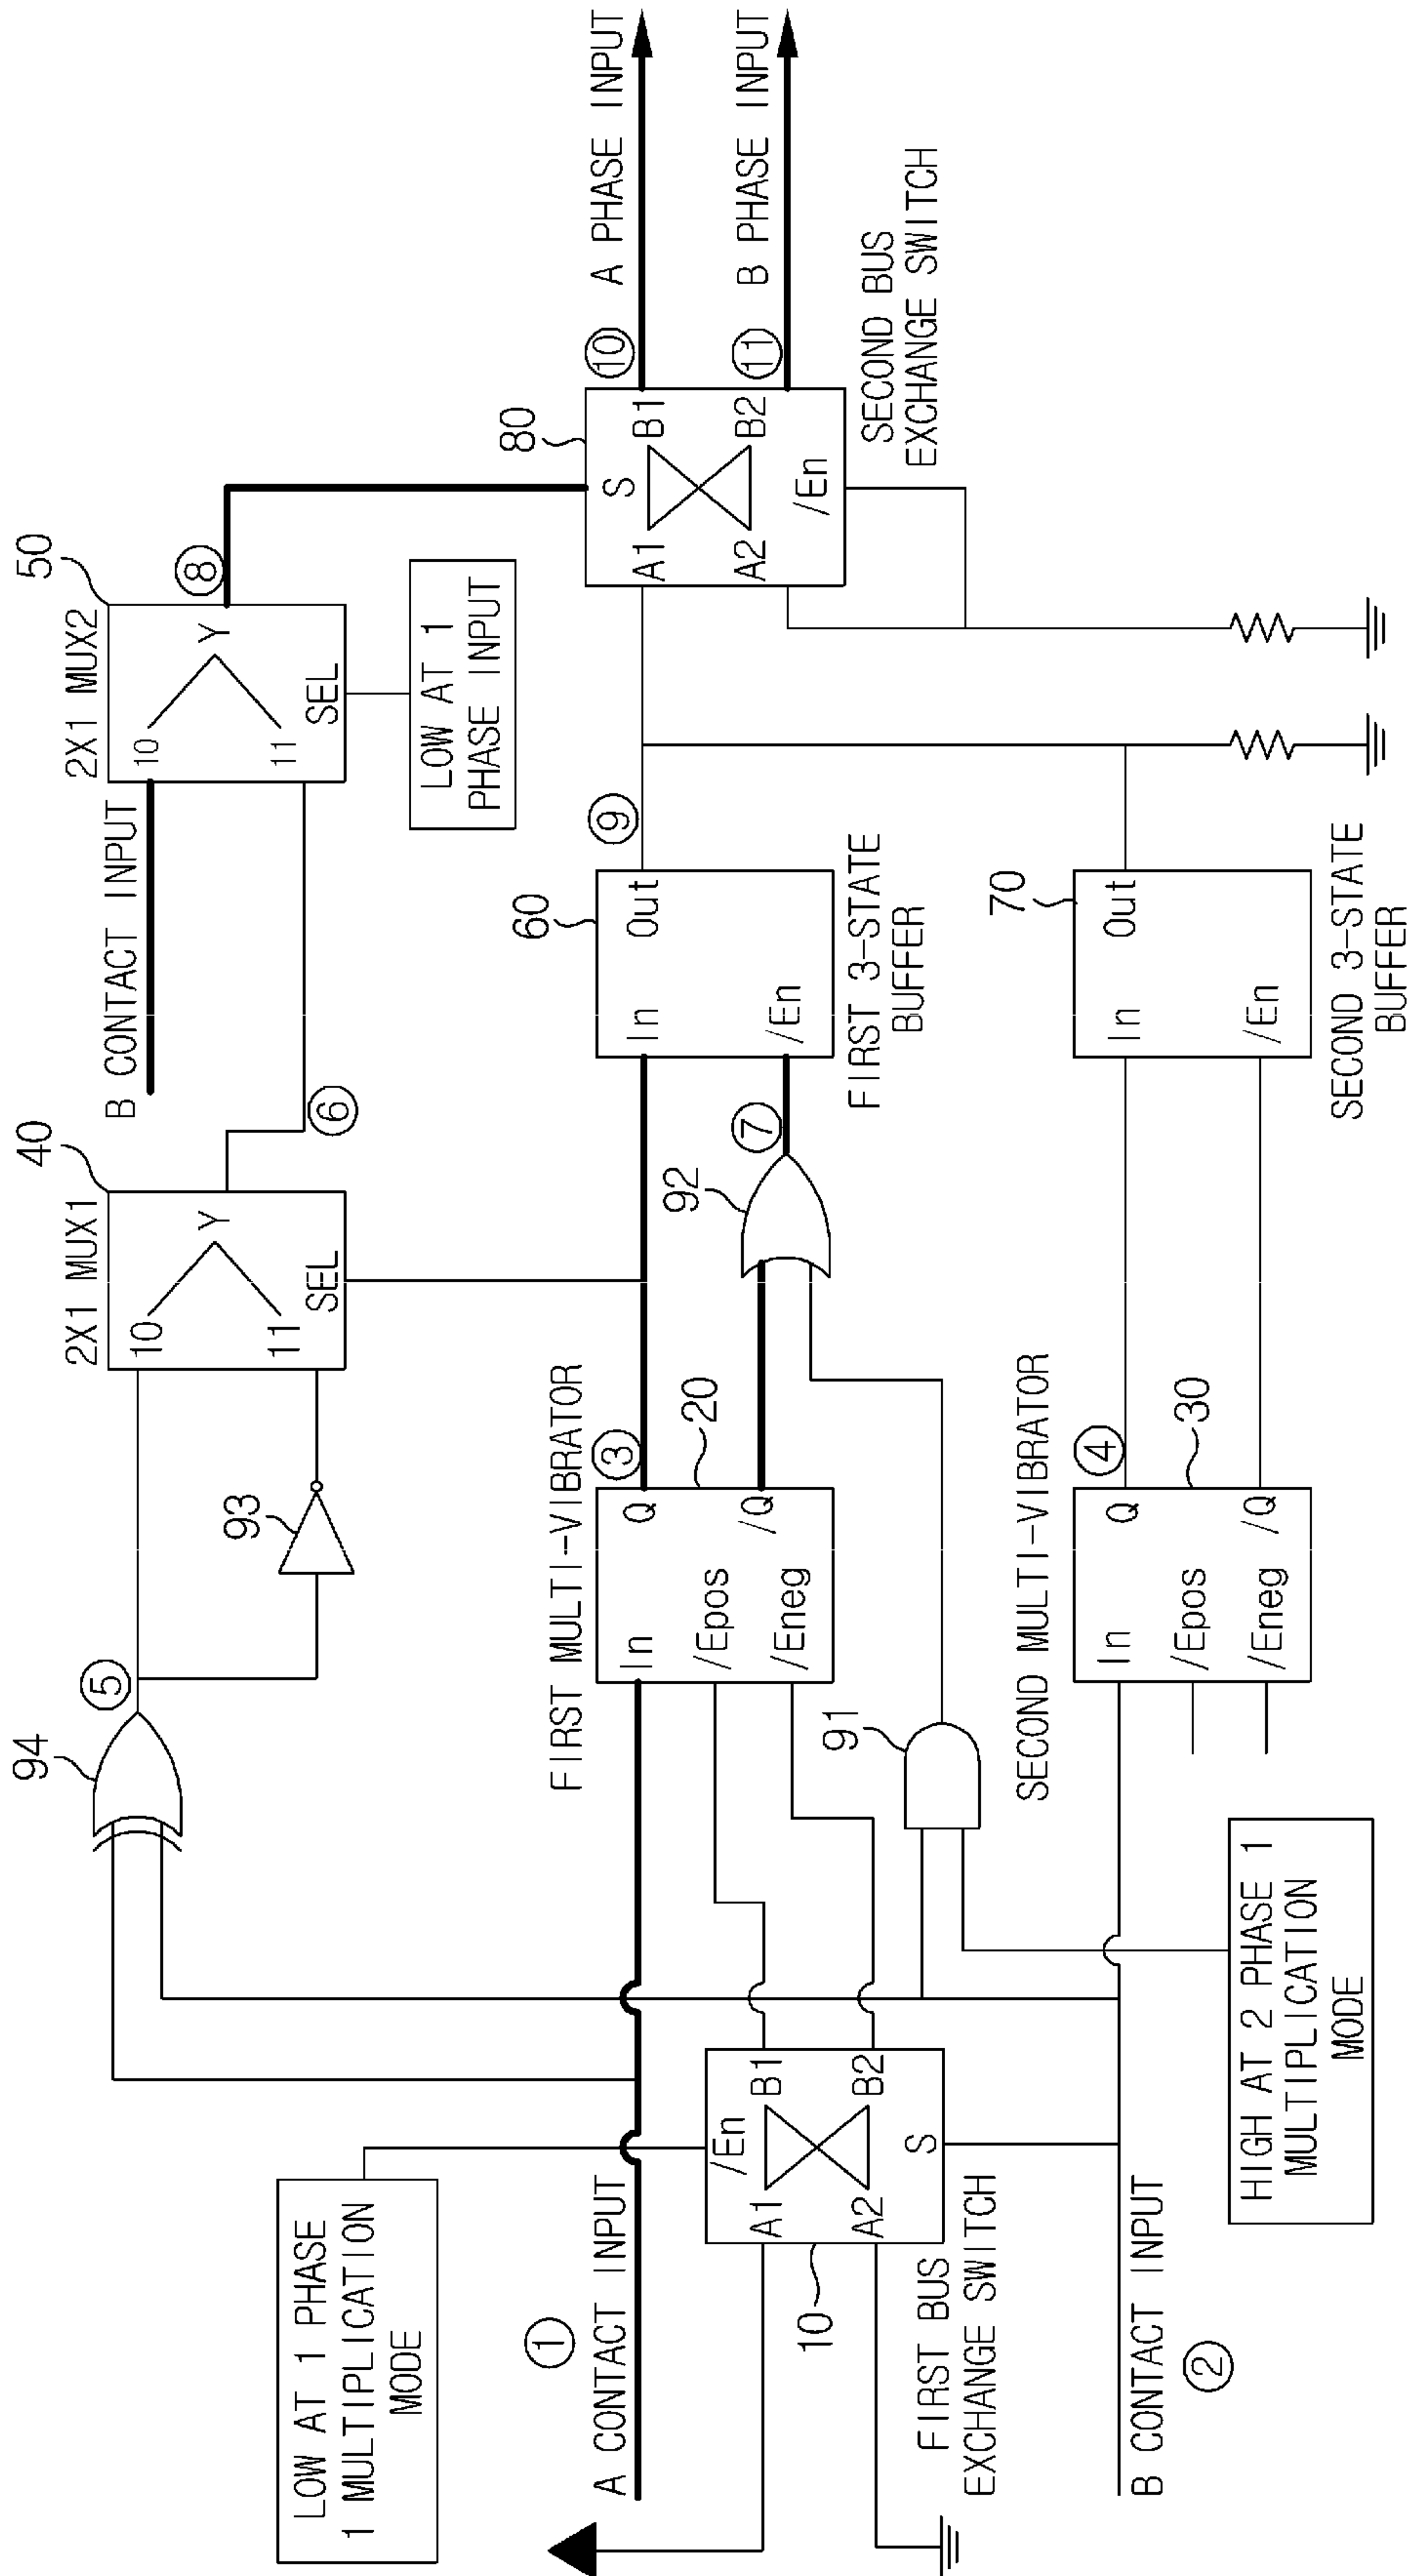 94
5
93
2X1 MUX1
40
10
11
Y
SEL
6
B CONTACT INPUT
2X1 MUX2
50
10
11
Y
SEL
8
LOW AT 1
PHASE INPUT
LOW AT 1 PHASE
1 MULTIPLICATION
MODE
1
A CONTACT INPUT
/En
A1
B1
A2
B2
S
10
FIRST BUS
EXCHANGE SWITCH
B CONTACT INPUT
2
FIRST MULTI-VIBRATOR
In
Q
/Epos
/Eneg
/Q
3
20
91
92
7
60
In
Out
/En
FIRST 3-STATE
BUFFER
9
80
S
A1
B1
A2
B2
/En
SECOND BUS
EXCHANGE SWITCH
10
A PHASE INPUT
11
B PHASE INPUT
HIGH AT 2 PHASE 1
MULTIPLICATION
MODE
SECOND MULTI-VIBRATOR
In
Q
/Epos
/Eneg
/Q
4
30
70
In
Out
/En
SECOND 3-STATE
BUFFER